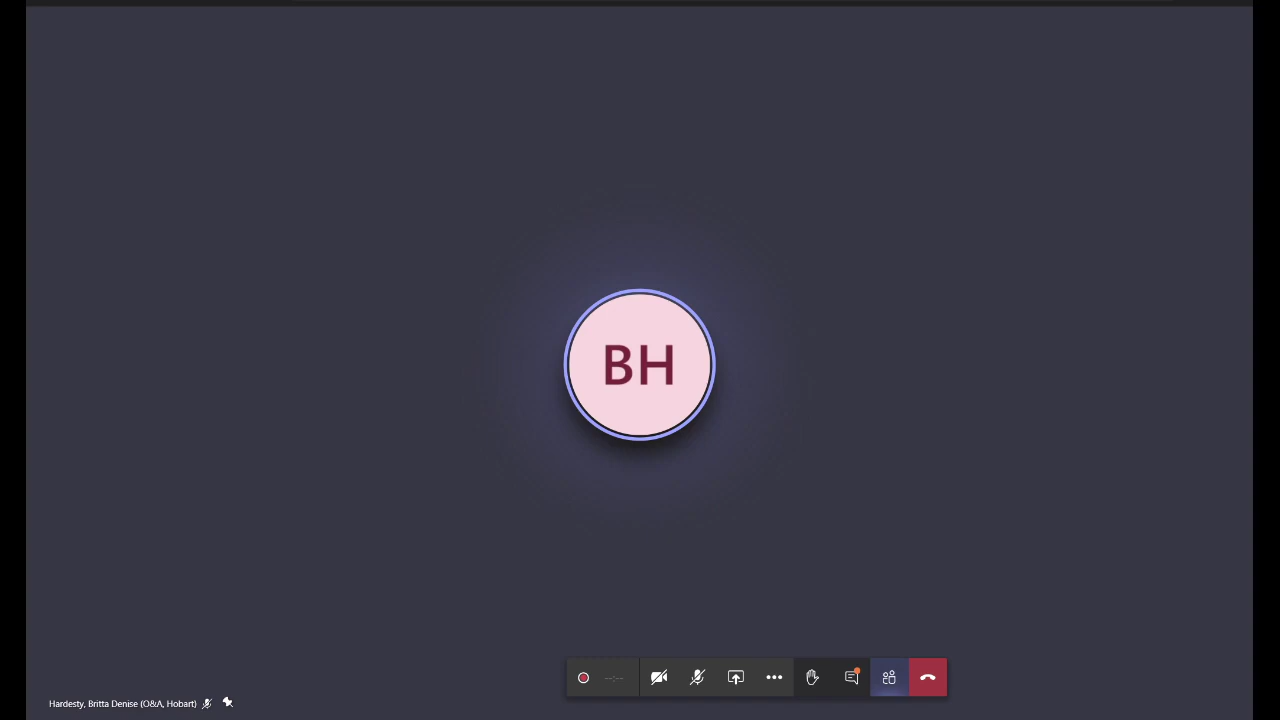 BH
--:--
Hardesty, Britta Denise (O&A, Hobart)